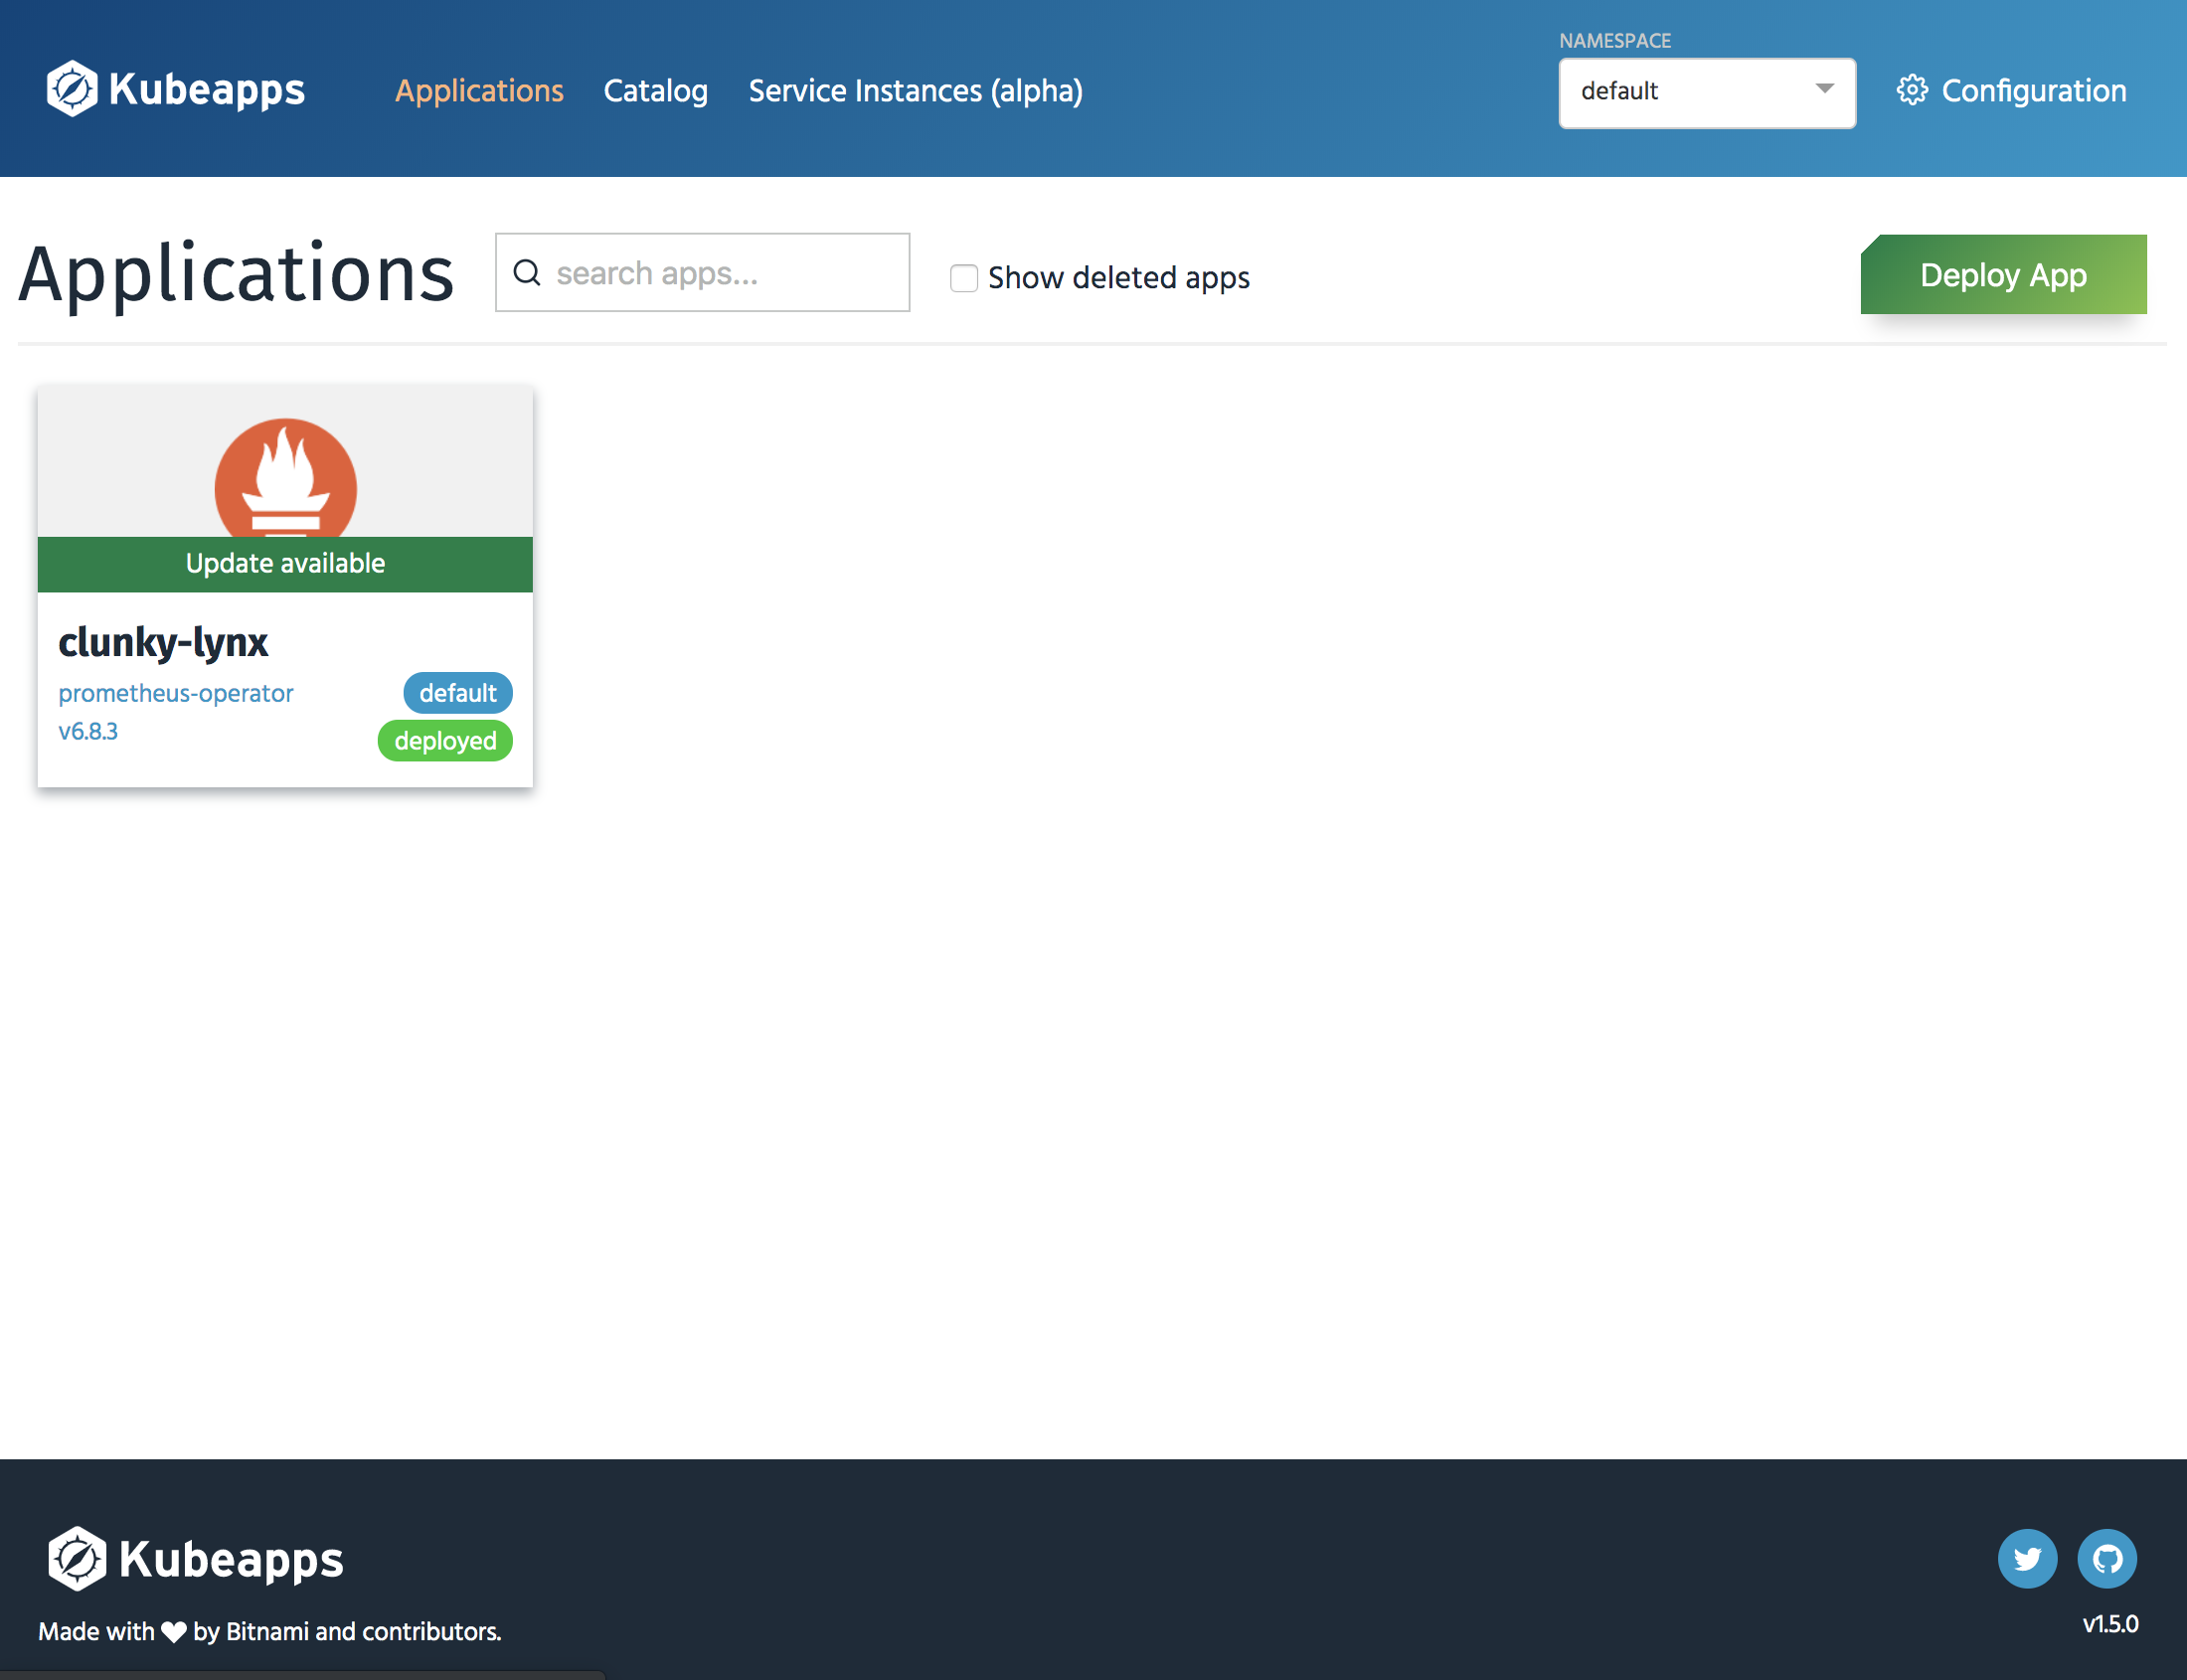 Kubeapps
Applications
Catalog
Service Instances (alpha)
NAMESPACE
default
Configuration
Applications
search apps...
Show deleted apps
Deploy App
Update available
clunky-lynx
prometheus-operator
default
v6.8.3
deployed
Kubeapps
Made with ♥ by Bitnami and contributors.
v1.5.0